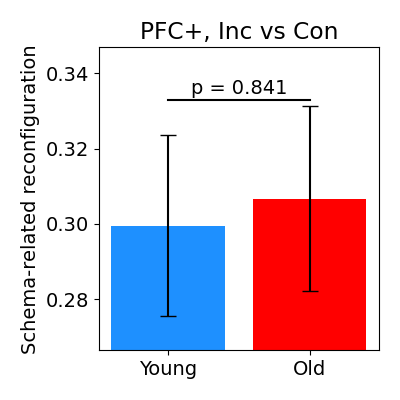 PFC+, Inc vs Con
Schema-related reconfiguration
0.34
0.32
0.30
0.28
p = 0.841
Young
Old